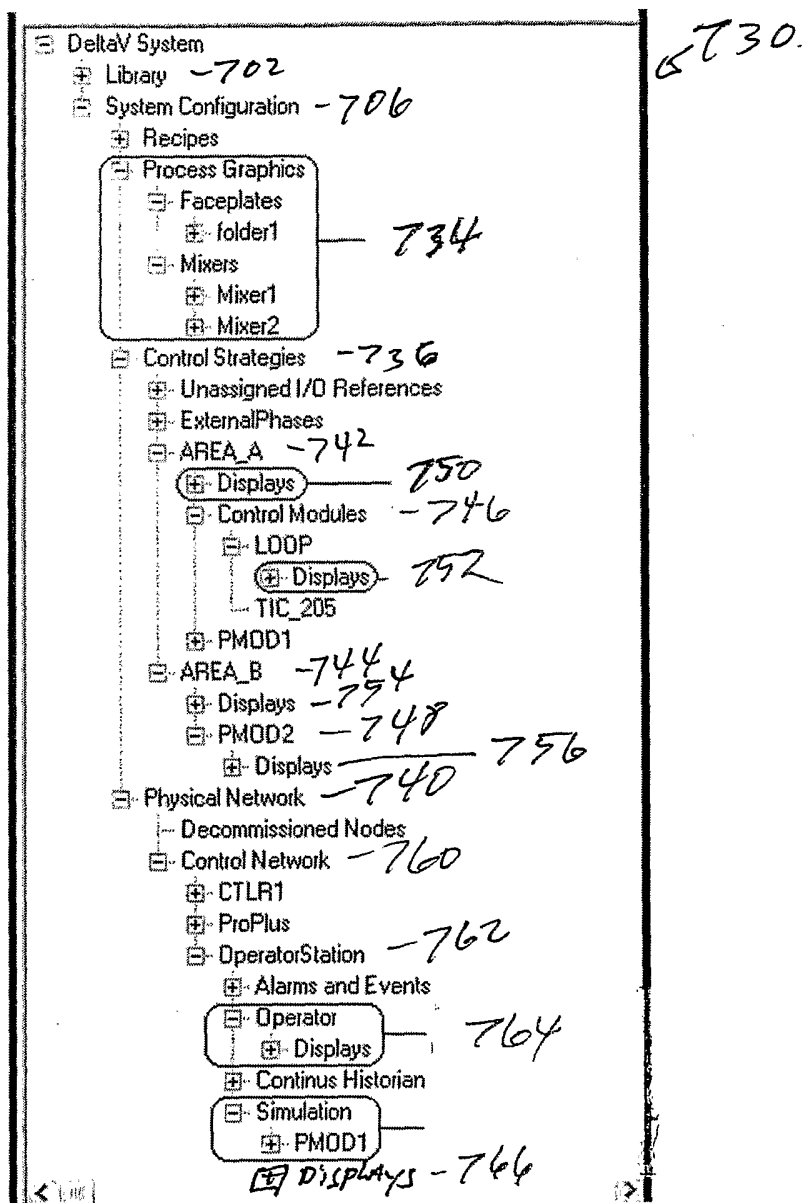 DeltaV System
730.
Library - 702
System Configuration - 706
Recipes
Process Graphics
Faceplates
folder1
734
Mixers
Mixer1
Mixer2
Control Strategies - 736
Unassigned I/O References
ExternalPhases
AREA_A - 742
Displays 750
Control Modules - 746
LOOP
Displays - 752
TIC_205
PMOD1
AREA_B - 744
Displays - 754
PMOD2 - 748
Displays 756
Physical Network - 740
Decommissioned Nodes
Control Network - 760
CTLR1
ProPlus
OperatorStation - 762
Alarms and Events
Operator
764
Displays
Continus Historian
Simulation
PMOD1
DISPLAYS - 766